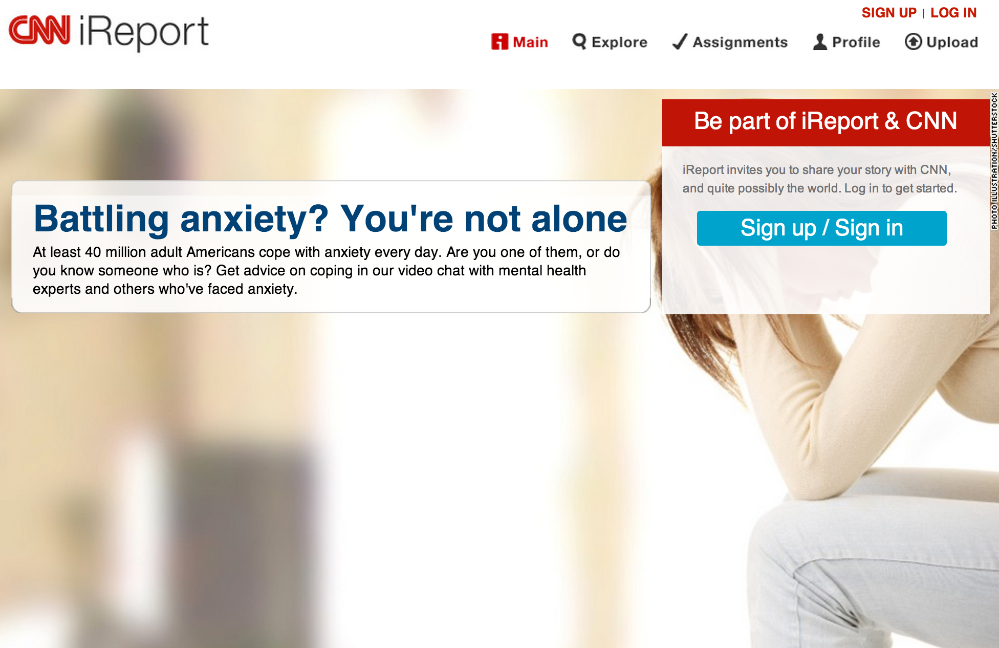 CNN iReport
SIGN UP | LOG IN
Main Explore Assignments Profile Upload
Be part of iReport & CNN
iReport invites you to share your story with CNN,
and quite possibly the world. Log in to get started.
Sign up / Sign in
Battling anxiety? You're not alone
At least 40 million adult Americans cope with anxiety every day. Are you one of them, or do
you know someone who is? Get advice on coping in our video chat with mental health
experts and others who've faced anxiety.
PHOTO ILLUSTRATION/SHUTTERSTOCK